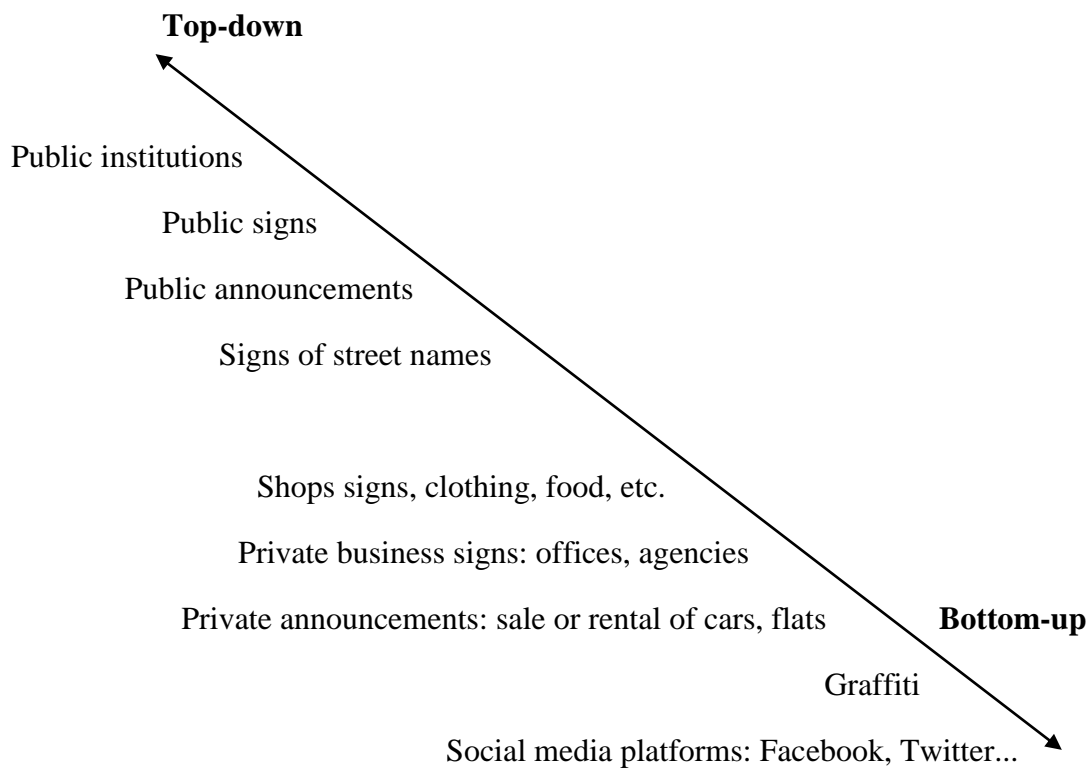 Top-down
Public institutions
Public signs
Public announcements
Signs of street names
Shops signs, clothing, food, etc.
Private business signs: offices, agencies
Private announcements: sale or rental of cars, flats
Bottom-up
Graffiti
Social media platforms: Facebook, Twitter...